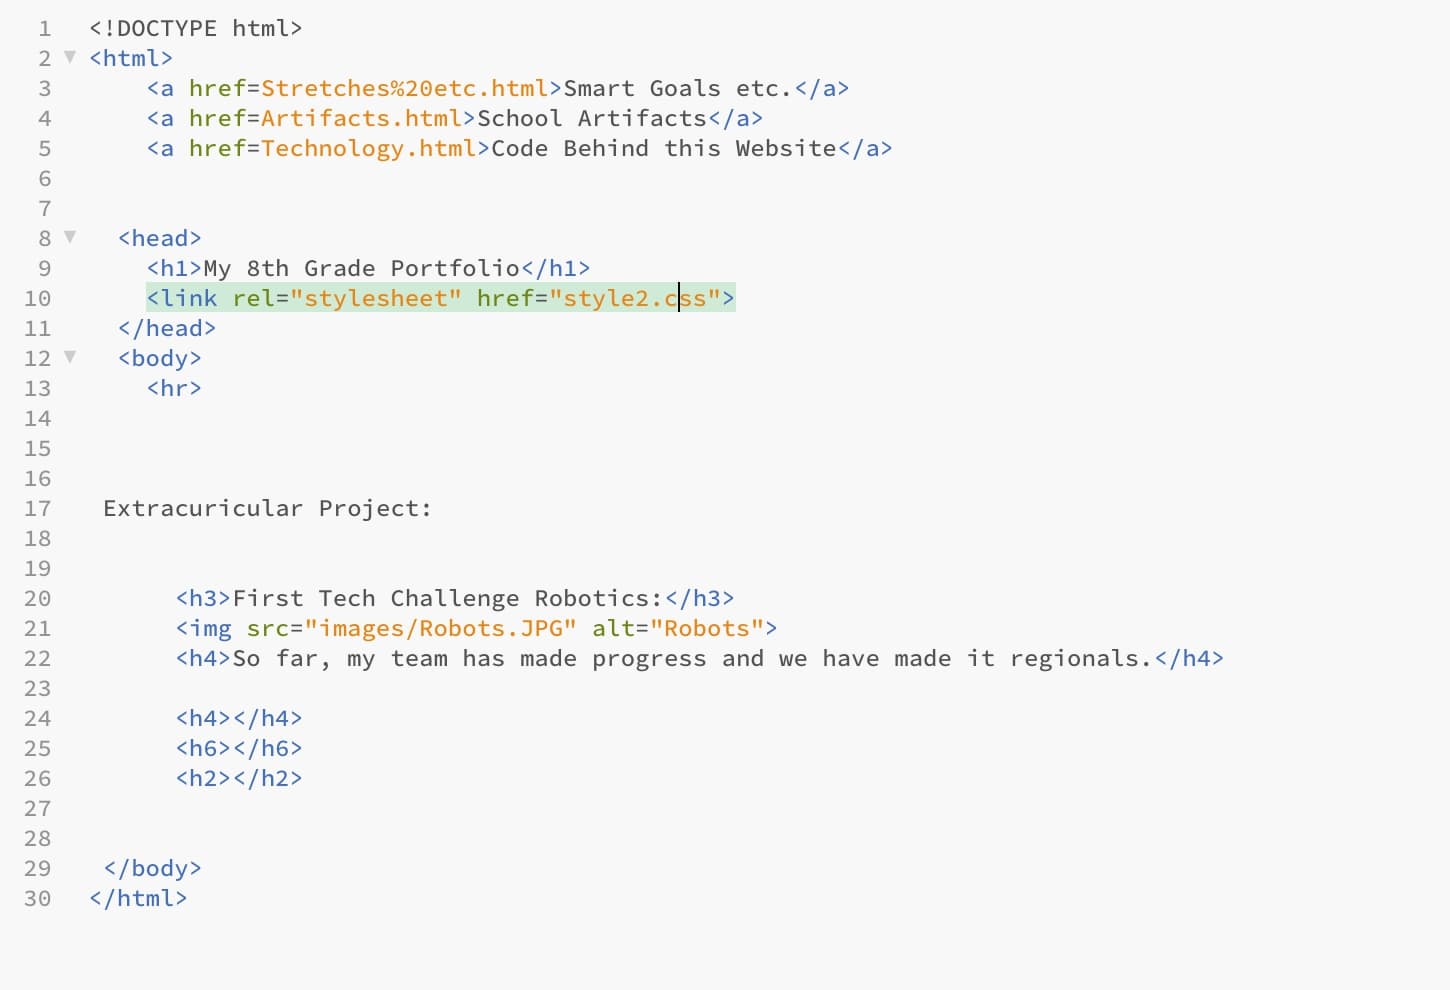 1 <!DOCTYPE html>
2 <html>
3 <a href=Stretches%20etc.html>Smart Goals etc.</a>
4 <a href=Artifacts.html>School Artifacts</a>
5 <a href=Technology.html>Code Behind this Website</a>
6
7
8 <head>
9 <h1>My 8th Grade Portfolio</h1>
10 <link rel="stylesheet" href="style2.css">
11 </head>
12 <body>
13 <hr>
14
15
16
17 Extracuricular Project:
18
19
20 <h3>First Tech Challenge Robotics:</h3>
21 <img src="images/Robots.JPG" alt="Robots">
22 <h4>So far, my team has made progress and we have made it regionals.</h4>
23
24 <h4></h4>
25 <h6></h6>
26 <h2></h2>
27
28
29 </body>
30 </html>